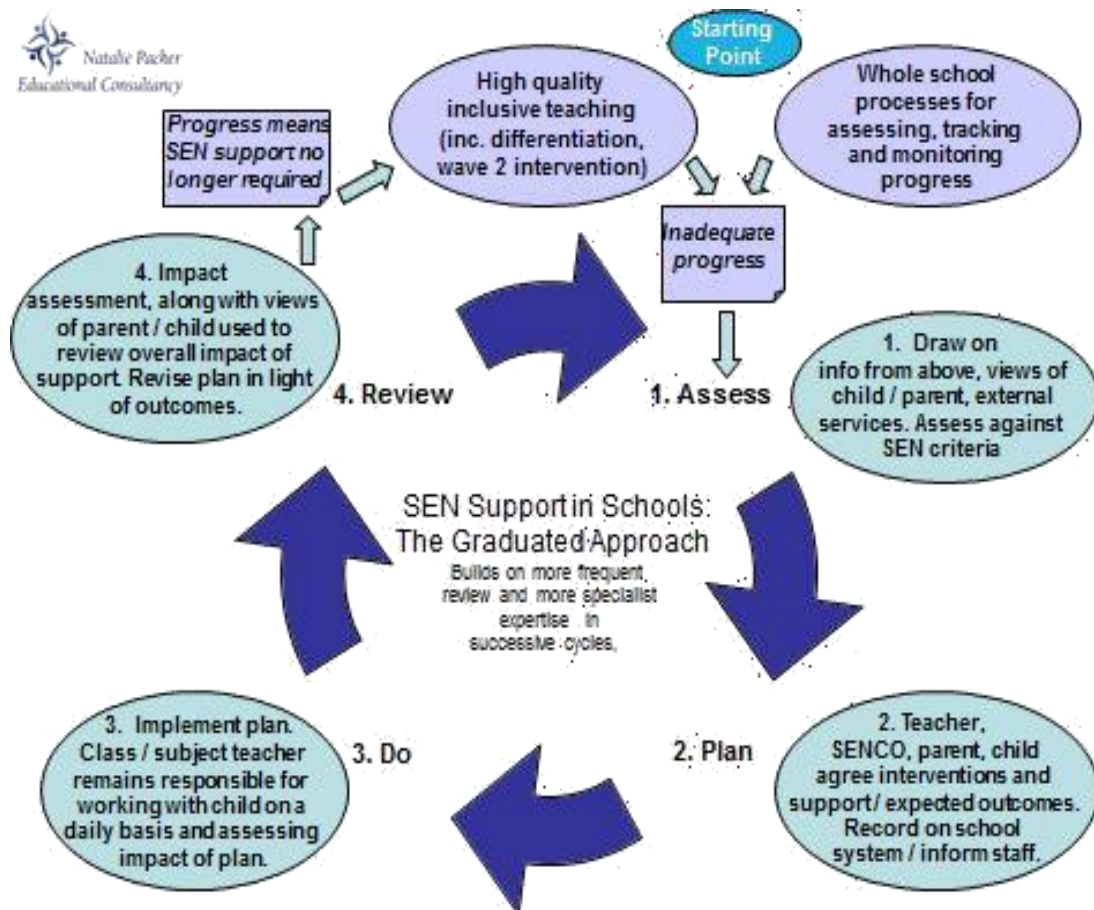 Natalie Packer
Educational Consultancy
Starting
Point
High quality
inclusive teaching
(inc. differentiation,
wave 2 intervention)
Whole school
processes for
assessing, tracking
and monitoring
progress
Progress means
SEN support no
longer required
Inadequate
progress
4. Impact
assessment, along with views
of parent / child used to
review overall impact of
support. Revise plan in light
of outcomes.
4. Review
1. Assess
1. Draw on
info from above, views of
child / parent, external
services. Assess against
SEN criteria
SEN Support in Schools:
The Graduated Approach
Builds on more frequent
review and more specialist
expertise in
successive cycles,
3. Implement plan.
Class / subject teacher
remains responsible for
working with child on a
daily basis and assessing
impact of plan.
3. Do
2. Plan
2. Teacher,
SENCO, parent, child
agree interventions and
support / expected outcomes.
Record on school
system / inform staff.